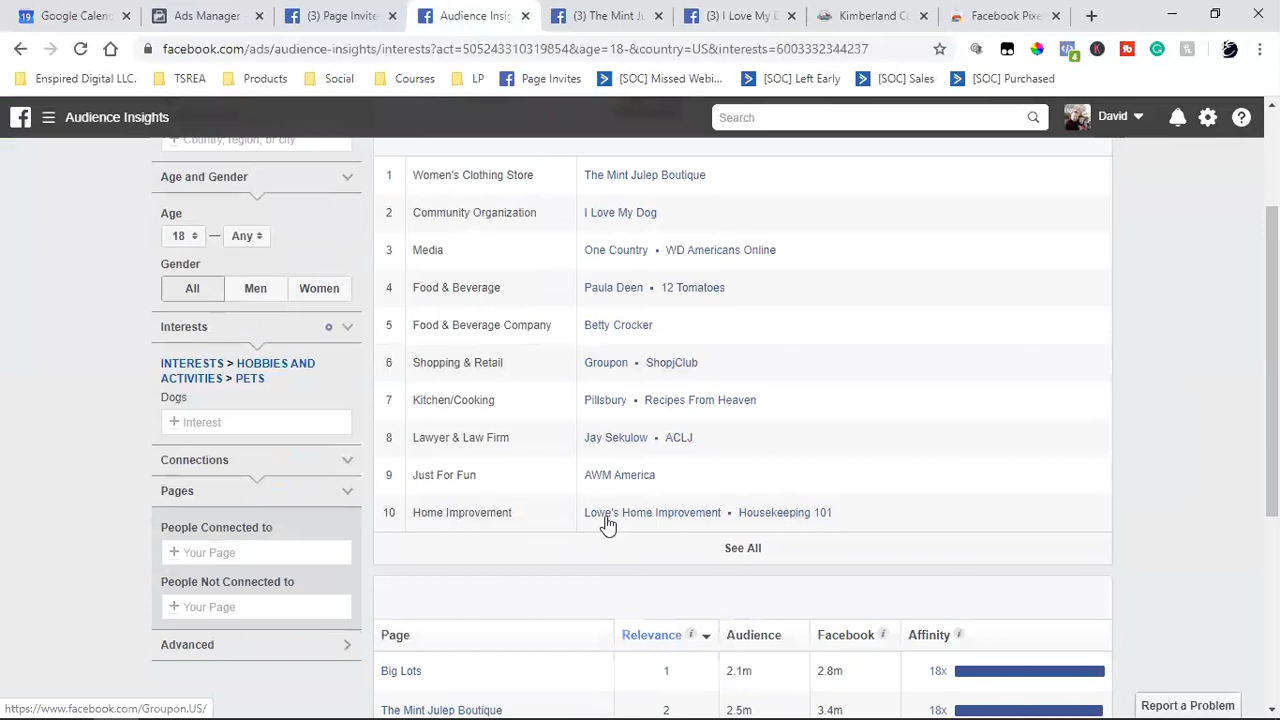 Google Calend
Ads Manager
(3) Page Invite
Audience Insig
(3) The Mint J
(3) I Love My D
Kimberland C
Facebook Pixe
facebook.com/ads/audience-insights/interests?act=505243310319854&age=18-&country=US&interests=6003332344237
4
Enspired Digital LLC.
TSREA
Products
Social
Courses
LP
Page Invites
[SOC] Missed Webi...
[SOC] Left Early
[SOC] Sales
[SOC] Purchased
Audience Insights
Search
David
Country, region, or city
Age and Gender
Age
18 — Any
Gender
All Men Women
Interests
INTERESTS > HOBBIES AND
ACTIVITIES > PETS
Dogs
+ Interest
Connections
Pages
People Connected to
+ Your Page
People Not Connected to
+ Your Page
Advanced
1 Women's Clothing Store The Mint Julep Boutique
2 Community Organization I Love My Dog
3 Media One Country • WD Americans Online
4 Food & Beverage Paula Deen • 12 Tomatoes
5 Food & Beverage Company Betty Crocker
6 Shopping & Retail Groupon • ShopjClub
7 Kitchen/Cooking Pillsbury • Recipes From Heaven
8 Lawyer & Law Firm Jay Sekulow • ACLJ
9 Just For Fun AWM America
10 Home Improvement Lowe's Home Improvement • Housekeeping 101
See All
Page Relevance Audience Facebook Affinity
Big Lots 1 2.1m 2.8m 18x
The Mint Julep Boutique 2 2.5m 3.4m 18x
https://www.facebook.com/Groupon.US/
Report a Problem